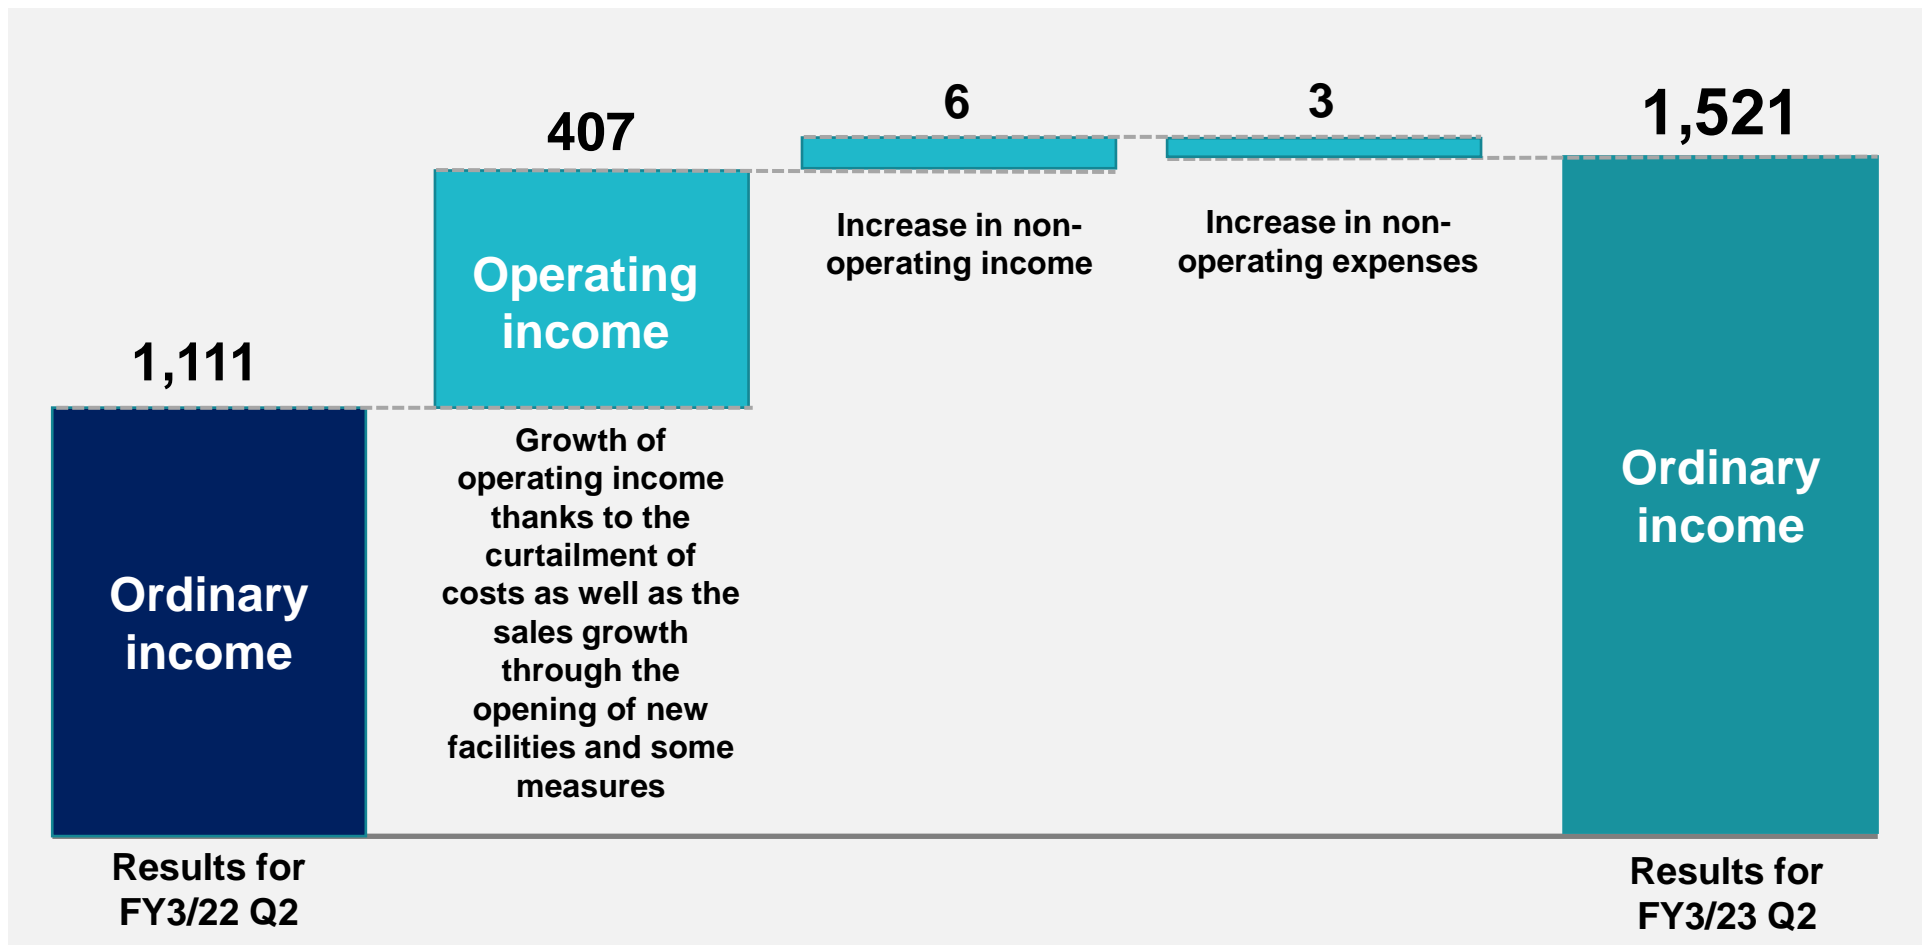 1,111
Ordinary
income
Results for
FY3/22 Q2
407
Operating
income
Growth of
operating income
thanks to the
curtailment of
costs as well as the
sales growth
through the
opening of new
facilities and some
measures
6
Increase in non-
operating income
3
Increase in non-
operating expenses
1,521
Ordinary
income
Results for
FY3/23 Q2